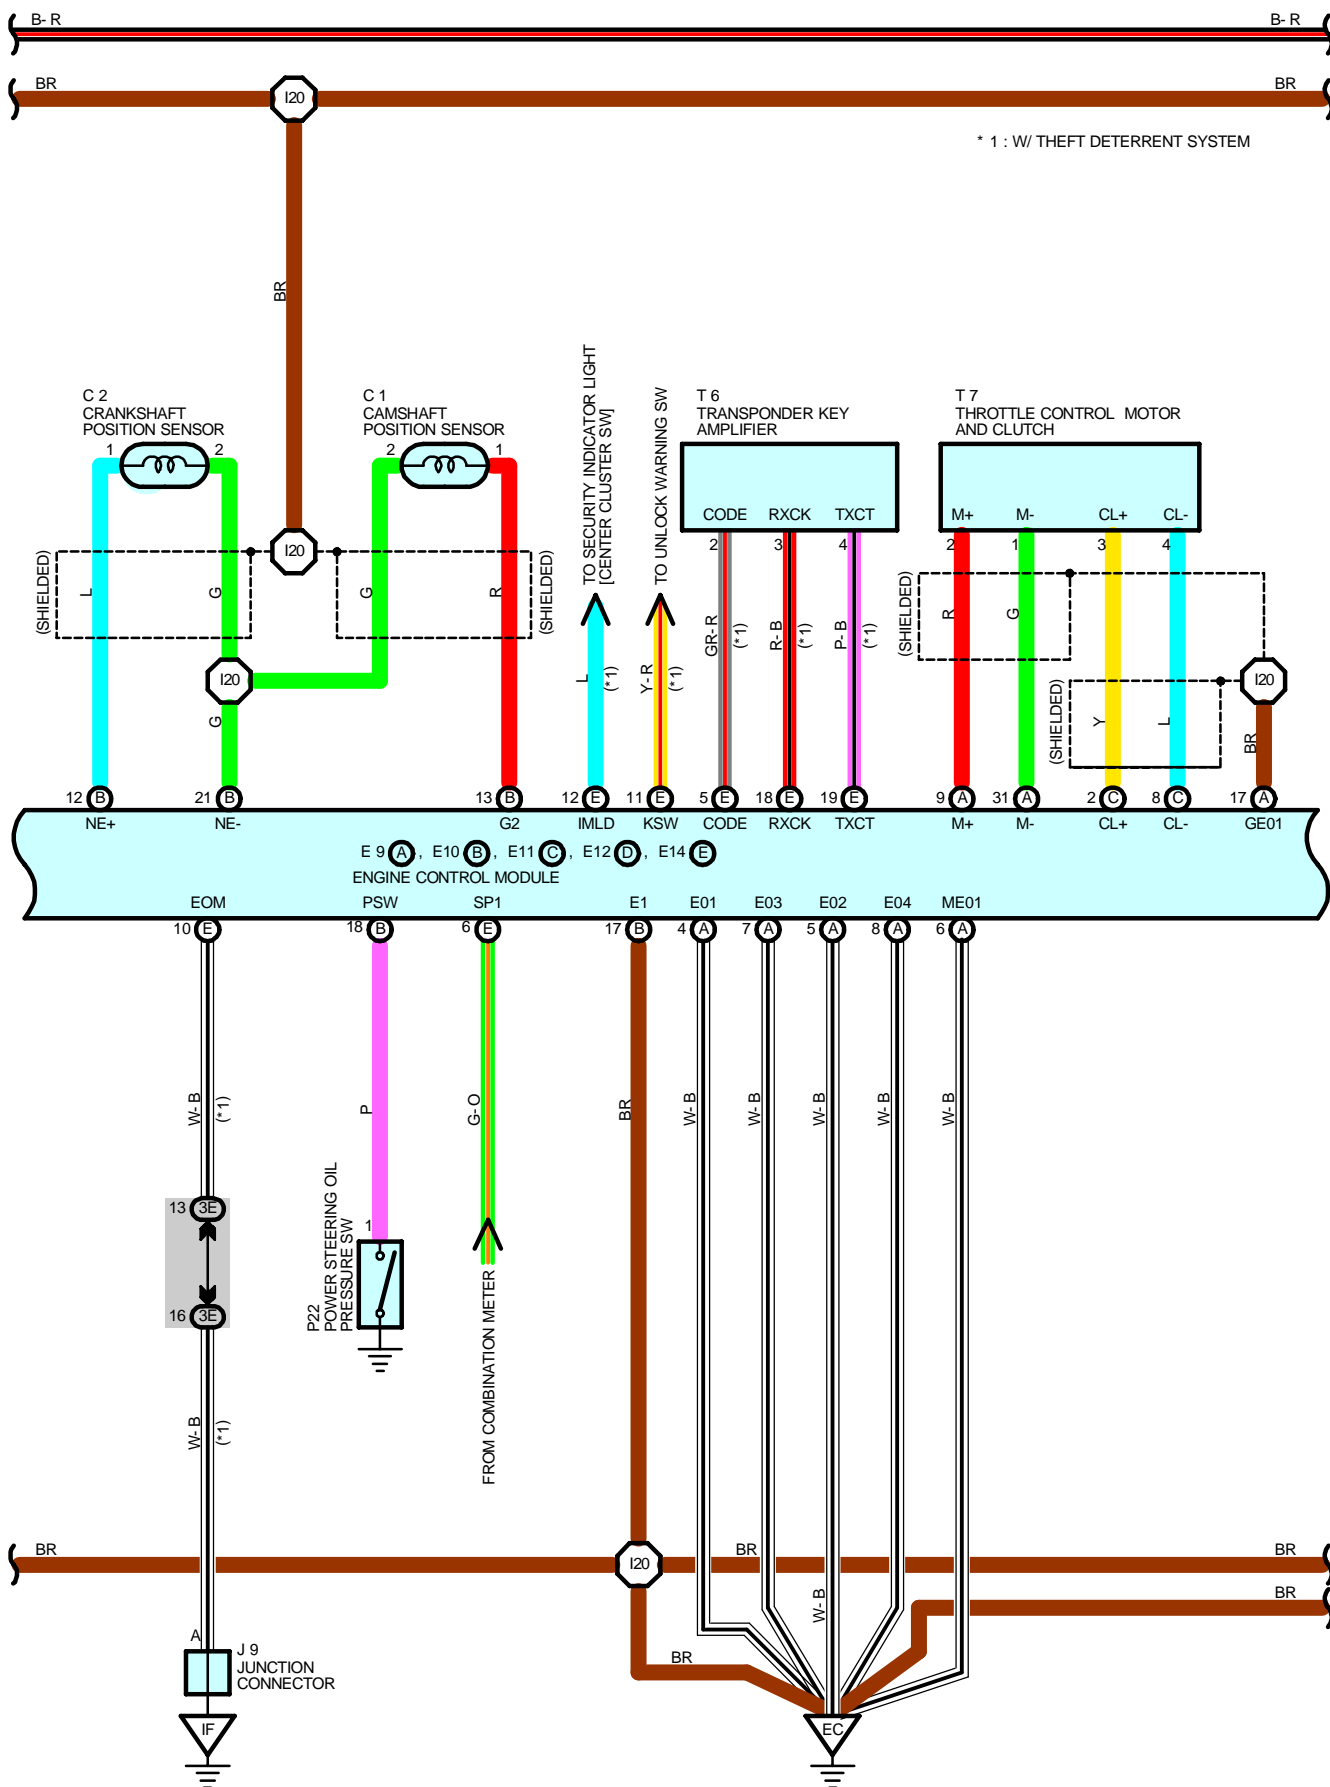 B- R B- R
BR BR
I20
* 1 : W/ THEFT DETERRENT SYSTEM
BR
C 2
CRANKSHAFT
POSITION SENSOR
1 2
C 1
CAMSHAFT
POSITION SENSOR
2 1
TO SECURITY INDICATOR LIGHT
[CENTER CLUSTER SW]
TO UNLOCK WARNING SW
T 6
TRANSPONDER KEY
AMPLIFIER
CODE RXCK TXCT
2 3 4
T 7
THROTTLE CONTROL MOTOR
AND CLUTCH
M+ M- CL+ CL-
2 1 3 4
I20
(SHIELDED) L G G R (SHIELDED)
L (*1)
Y- R (*1)
GR- R (*1)
R- B (*1)
P- B (*1)
(SHIELDED) R G
I20
G
(SHIELDED) Y L
I20
BR
12 B 21 B 13 B 12 E 11 E 5 E 18 E 19 E 9 A 31 A 2 C 8 C 17 A
NE+ NE- G2 IMLD KSW CODE RXCK TXCT M+ M- CL+ CL- GE01
E 9 A , E10 B , E11 C , E12 D , E14 E
ENGINE CONTROL MODULE
EOM PSW SP1 E1 E01 E03 E02 E04 ME01
10 E 18 B 6 E 17 B 4 A 7 A 5 A 8 A 6 A
W- B (*1) P G- O BR W- B W- B W- B W- B W- B
13 3E
16 3E
1
P22
POWER STEERING OIL
PRESSURE SW
FROM COMBINATION METER
W- B (*1)
BR I20 BR BR
BR
W- B
A
J 9
JUNCTION
CONNECTOR
BR
IF EC